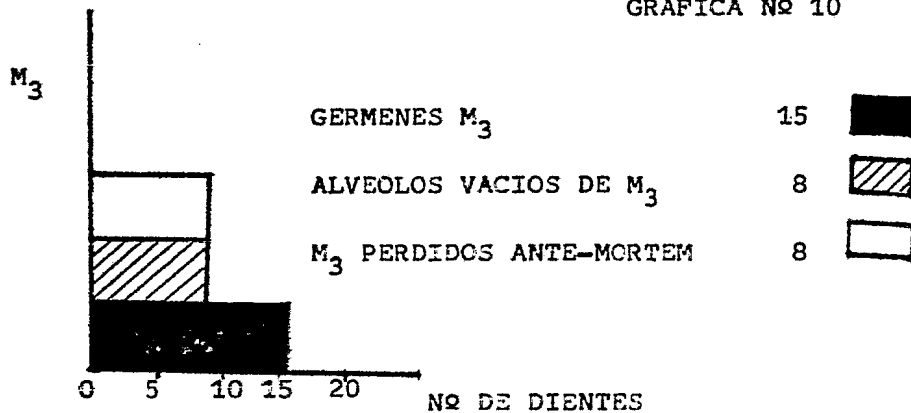 GRAFICA Nº 10
M3
GERMENES M3 15
ALVEOLOS VACIOS DE M3 8
M3 PERDIDOS ANTE-MORTEM 8
0 5 10 15 20
Nº DE DIENTES